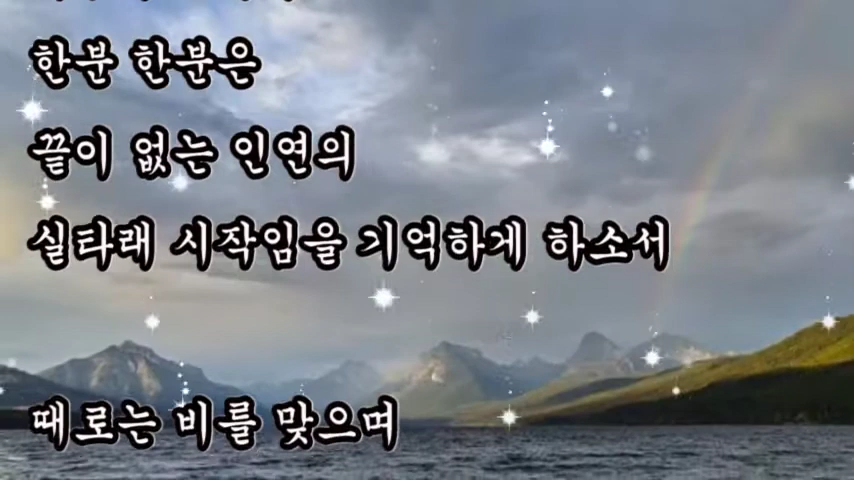 한분 한분은
끝이 없는 인연의
실타래 시작임을 기억하게 하소서
때로는 비를 맞으며